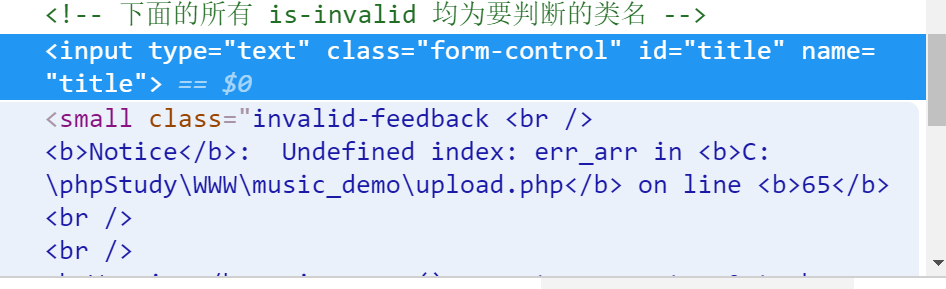 <!-- 下面的所有 is-invalid 均为要判断的类名 -->
<input type="text" class="form-control" id="title" name=
"title"> == $0
<small class="invalid-feedback <br />
<b>Notice</b>:  Undefined index: err_arr in <b>C:
\phpStudy\WWW\music_demo\upload.php</b> on line <b>65</b>
<br />
<br />